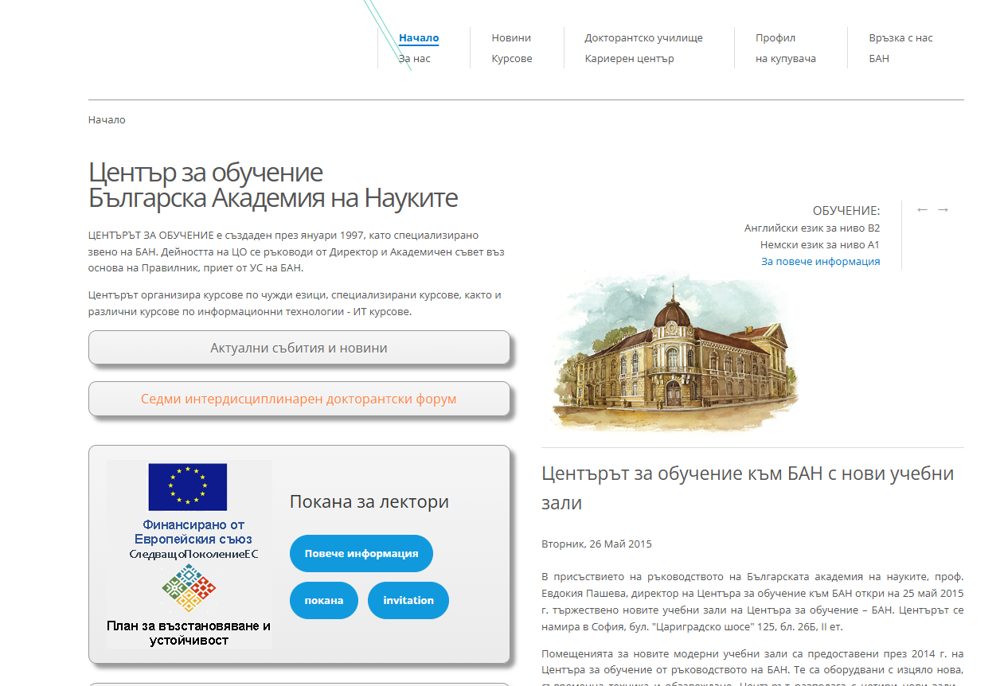 Начало
За нас
Новини
Курсове
Докторантско училище
Кариерен център
Профил
на купувача
Връзка с нас
БАН
Начало
Център за обучение
Българска Академия на Науките
ЦЕНТЪРЪТ ЗА ОБУЧЕНИЕ е създаден през януари 1997, като специализирано
звено на БАН. Дейността на ЦО се ръководи от Директор и Академичен съвет въз
основа на Правилник, приет от УС на БАН.
Центърът организира курсове по чужди езици, специализирани курсове, както и
различни курсове по информационни технологии - ИТ курсове.
Актуални събития и новини
Седми интердисциплинарен докторантски форум
Финансирано от
Европейския съюз
СледващоПоколениеЕС
План за възстановяване и
устойчивост
Покана за лектори
Повече информация
покана
invitation
ОБУЧЕНИЕ:
← →
Английски език за ниво B2
Немски език за ниво A1
За повече информация
Центърът за обучение към БАН с нови учебни
зали
Вторник, 26 Май 2015
В присъствието на ръководството на Българската академия на науките, проф.
Евдокия Пашева, директор на Центъра за обучение към БАН откри на 25 май 2015
г. тържествено новите учебни зали на Центъра за обучение – БАН. Центърът се
намира в София, бул. "Цариградско шосе" 125, бл. 26Б, II ет.
Помещенията за новите модерни учебни зали са предоставени през 2014 г. на
Центъра за обучение от ръководството на БАН. Те са оборудвани с изцяло нова,